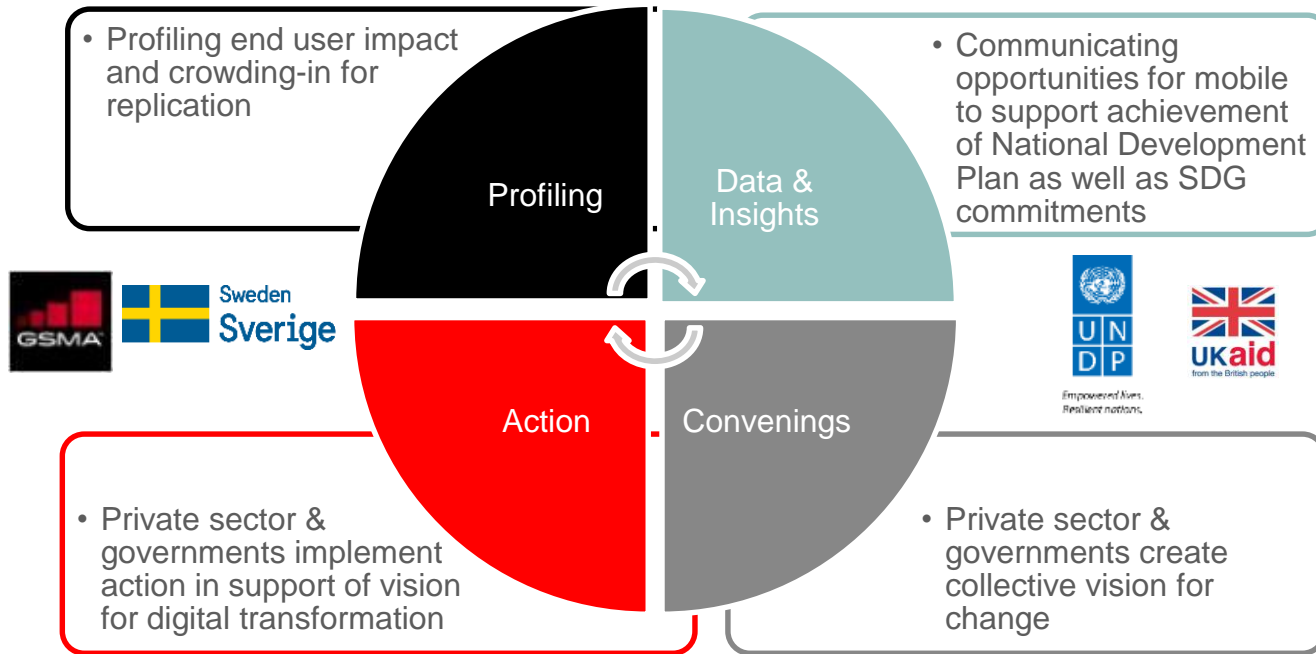 • Profiling end user impact
and crowding-in for
replication
Profiling
Data &
Insights
• Communicating
opportunities for mobile
to support achievement
of National Development
Plan as well as SDG
commitments
GSMA
Sweden
Sverige
U N
D P
Empowered lives.
Resilient nations.
UKaid
from the British people
Action
Convenings
• Private sector &
governments implement
action in support of vision
for digital transformation
• Private sector &
governments create
collective vision for
change